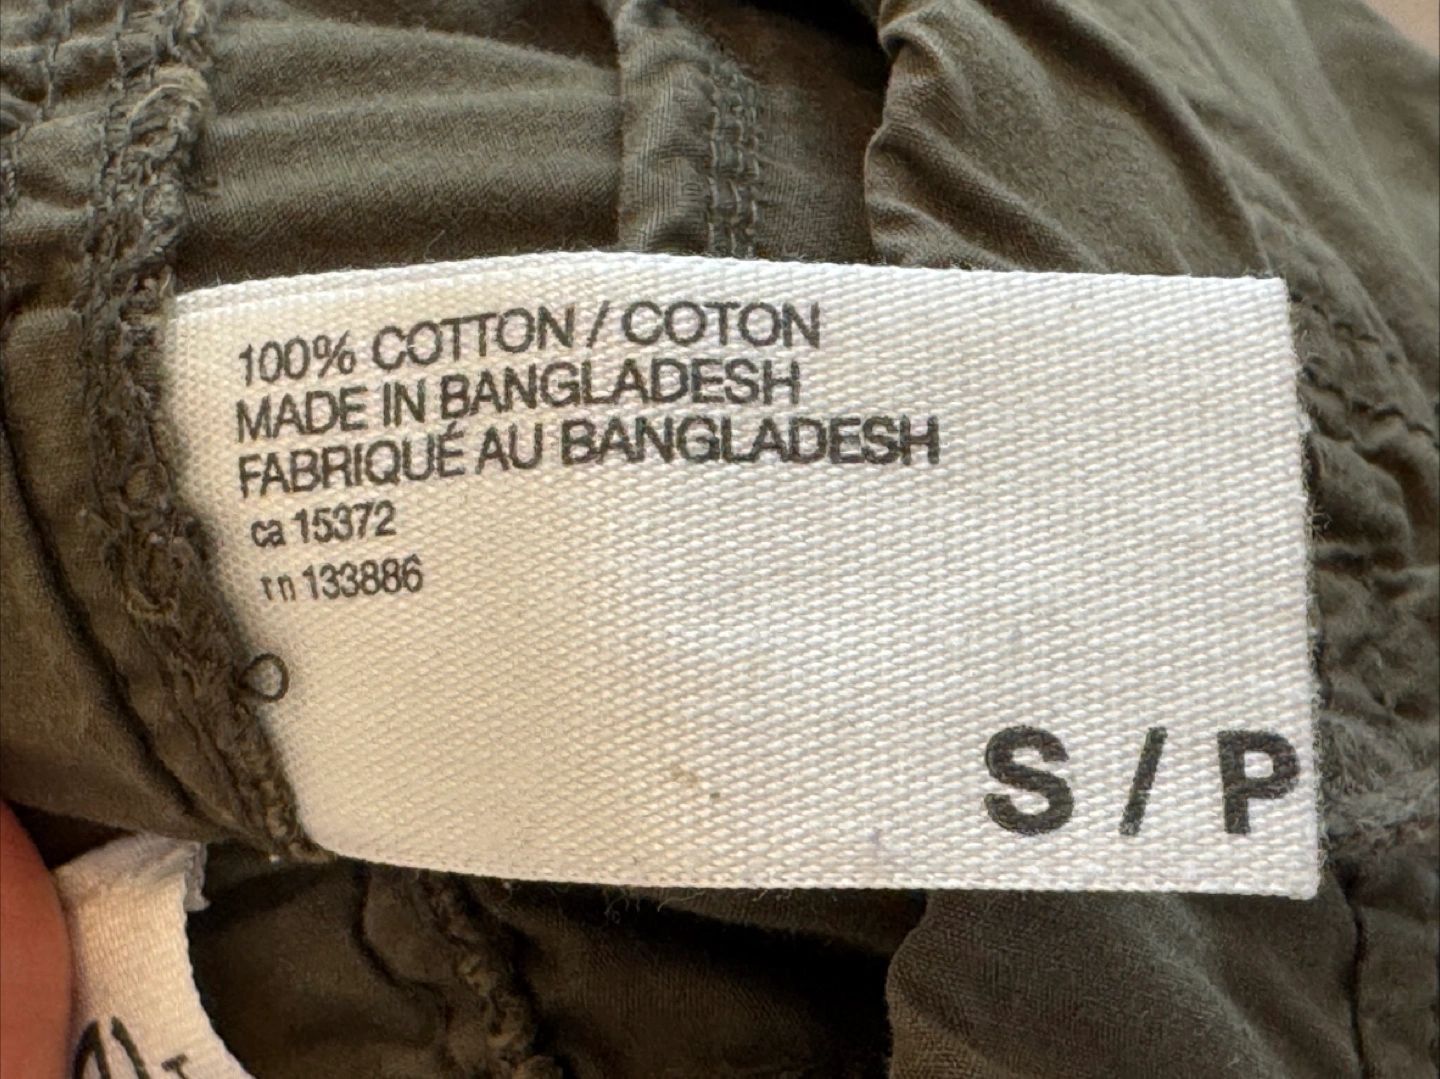 100% COTTON / COTON
MADE IN BANGLADESH
FABRIQUÉ AU BANGLADESH
ca 15372
rn 133886
S / P